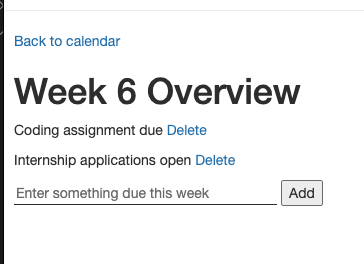 Back to calendar
Week 6 Overview
Coding assignment due Delete
Internship applications open Delete
Enter something due this week Add